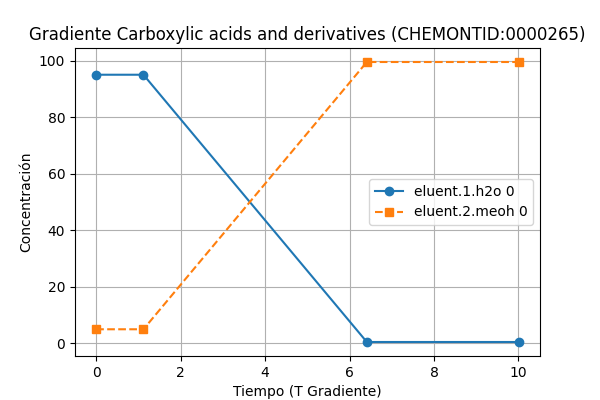 Gradiente Carboxylic acids and derivatives (CHEMONTID:0000265)
100
80
60
40
20
0
Concentración
eluent.1.h2o 0
eluent.2.meoh 0
0 2 4 6 8 10
Tiempo (T Gradiente)